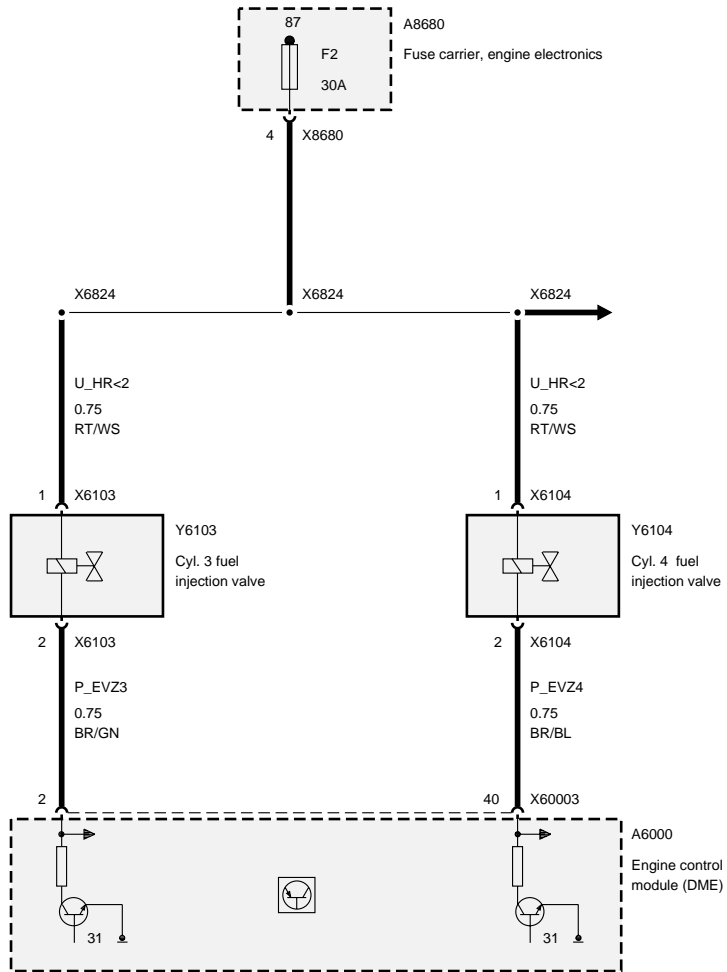 87
A8680
F2
Fuse carrier, engine electronics
30A
4 X8680
X6824 X6824 X6824
U_HR<2 U_HR<2
0.75 0.75
RT/WS RT/WS
1 X6103 1 X6104
Y6103 Y6104
Cyl. 3 fuel Cyl. 4 fuel
injection valve injection valve
2 X6103 2 X6104
P_EVZ3 P_EVZ4
0.75 0.75
BR/GN BR/BL
2 40 X60003
A6000
Engine control
module (DME)
31 31